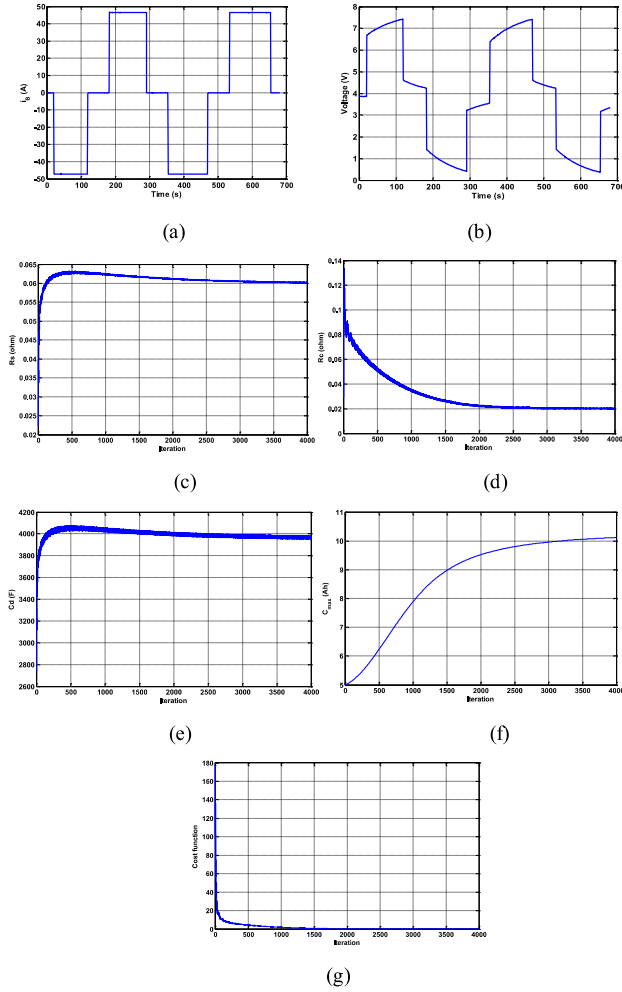 50
40
30
20
10
0
-10
-20
-30
-40
-50
0 100 200 300 400 500 600 700
i_B (A)
Time (s)
(a)
8
7
6
5
4
3
2
1
0
0 100 200 300 400 500 600 700
Voltage (V)
Time (s)
(b)
0.065
0.06
0.055
0.05
0.045
0.04
0.035
0.03
0.025
0.02
0 500 1000 1500 2000 2500 3000 3500 4000
Rs (ohm)
Iteration
(c)
0.14
0.12
0.1
0.08
0.06
0.04
0.02
0
0 500 1000 1500 2000 2500 3000 3500 4000
Rc (ohm)
Iteration
(d)
4200
4000
3800
3600
3400
3200
3000
2800
2600
0 500 1000 1500 2000 2500 3000 3500 4000
Cd (F)
Iteration
(e)
11
10
9
8
7
6
5
0 500 1000 1500 2000 2500 3000 3500 4000
C_max (Ah)
Iteration
(f)
180
160
140
120
100
80
60
40
20
0
0 500 1000 1500 2000 2500 3000 3500 4000
Cost function
Iteration
(g)